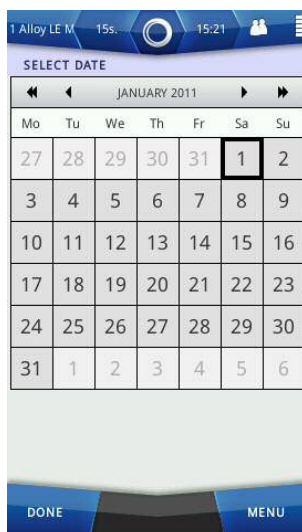 1 Alloy LE M 15s. 15:21
SELECT DATE
JANUARY 2011
Mo Tu We Th Fr Sa Su
27 28 29 30 31 1 2
3 4 5 6 7 8 9
10 11 12 13 14 15 16
17 18 19 20 21 22 23
24 25 26 27 28 29 30
31 1 2 3 4 5 6
DONE MENU